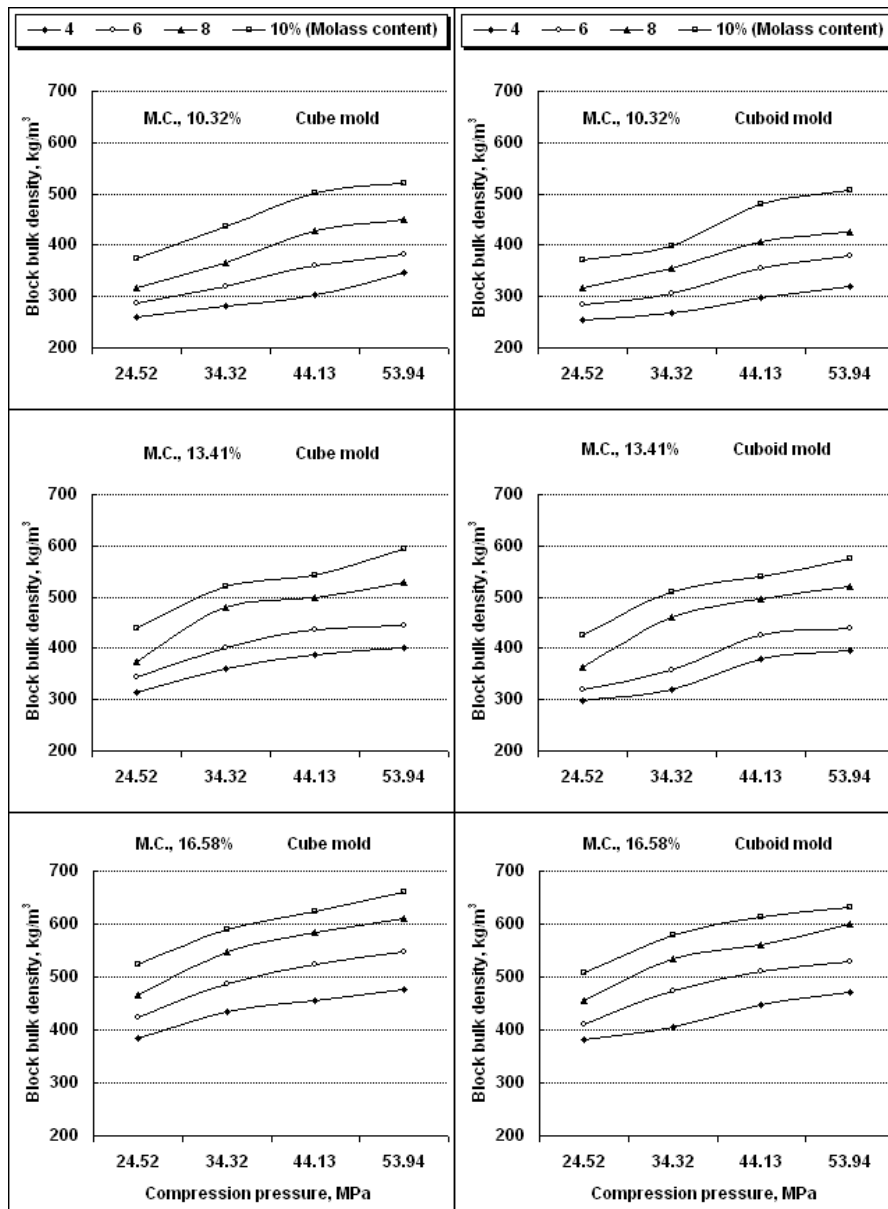 4 6 8 10% (Molass content)
4 6 8 10% (Molass content)
Block bulk density, kg/m³
700
600
500
400
300
200
M.C., 10.32% Cube mold
24.52 34.32 44.13 53.94
Block bulk density, kg/m³
700
600
500
400
300
200
M.C., 10.32% Cuboid mold
24.52 34.32 44.13 53.94
Block bulk density, kg/m³
M.C., 13.41% Cube mold
700
600
500
400
300
200
24.52 34.32 44.13 53.94
Block bulk density, kg/m³
M.C., 13.41% Cuboid mold
700
600
500
400
300
200
24.52 34.32 44.13 53.94
Block bulk density, kg/m³
M.C., 16.58% Cube mold
700
600
500
400
300
200
24.52 34.32 44.13 53.94
Compression pressure, MPa
Block bulk density, kg/m³
M.C., 16.58% Cuboid mold
700
600
500
400
300
200
24.52 34.32 44.13 53.94
Compression pressure, MPa